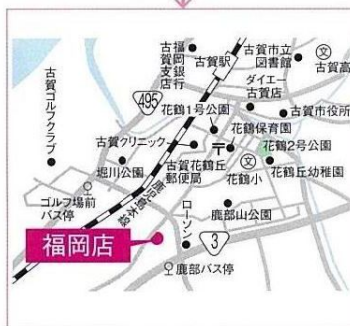 福岡銀行
古賀支店
古賀駅
古賀市立
図書館
文
古賀高
ダイエー
古賀店
495
花鶴1号公園
古賀市役所
古賀ゴルフクラブ
花鶴保育園
古賀クリニック
〒
花鶴2号公園
堀川公園
古賀花鶴丘
郵便局
文
花鶴小
花鶴丘幼稚園
ゴルフ場前
バス停
鹿児島本線
ローソン
鹿部山公園
福岡店
3
鹿部バス停